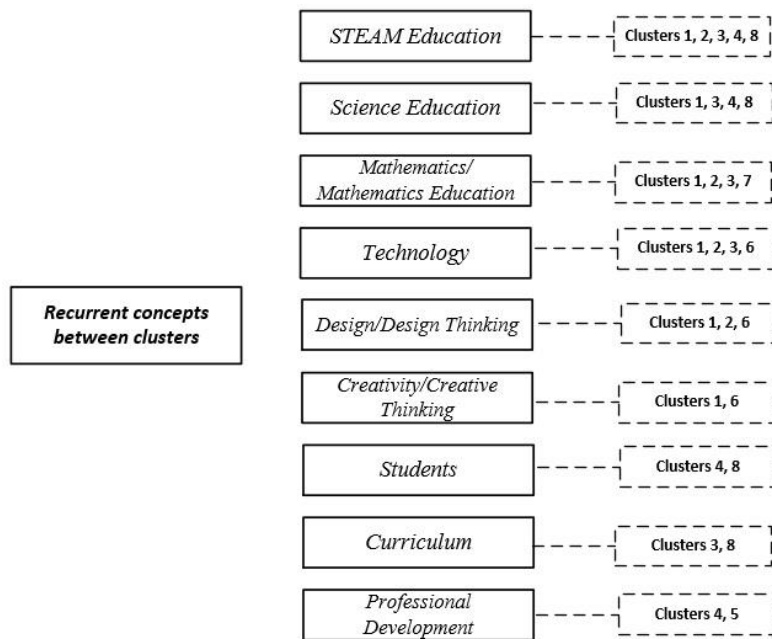 STEAM Education
Clusters 1, 2, 3, 4, 8
Science Education
Clusters 1, 3, 4, 8
Mathematics/
Mathematics Education
Clusters 1, 2, 3, 7
Technology
Clusters 1, 2, 3, 6
Recurrent concepts
between clusters
Design/Design Thinking
Clusters 1, 2, 6
Creativity/Creative
Thinking
Clusters 1, 6
Students
Clusters 4, 8
Curriculum
Clusters 3, 8
Professional
Development
Clusters 4, 5